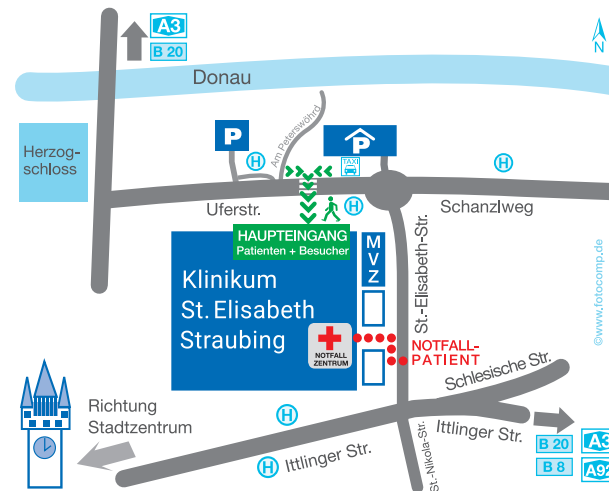 A3
B 20
N
Donau
P
P
Am Peterswöhrd
Herzog-
schloss
H
TAXI
H
Uferstr.
H
Schanzlweg
HAUPTEINGANG
Patienten + Besucher
M
V
Z
Klinikum
St. Elisabeth
Straubing
St.-Elisabeth-Str.
©www.fotocomp.de
NOTFALL
ZENTRUM
NOTFALL-
PATIENT
Schlesische Str.
Richtung
Stadtzentrum
H
H
Ittlinger Str.
Ittlinger Str.
St.-Nikola-Str.
B 20
A3
B 8
A92